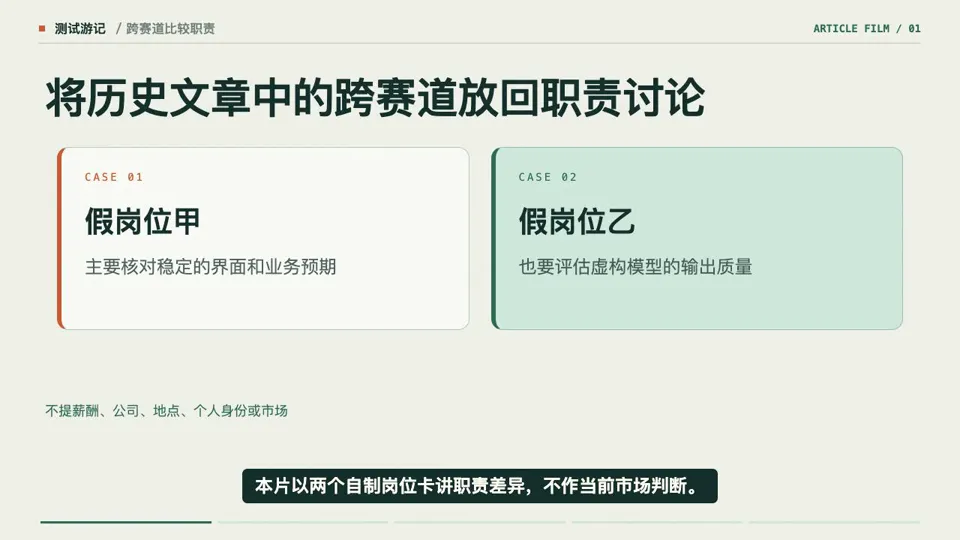 测试游记 / 跨赛道比较职责
ARTICLE FILM / 01
将历史文章中的跨赛道放回职责讨论
CASE 01
假岗位甲
主要核对稳定的界面和业务预期
CASE 02
假岗位乙
也要评估虚构模型的输出质量
不提薪酬、公司、地点、个人身份或市场
本片以两个自制岗位卡讲职责差异，不作当前市场判断。